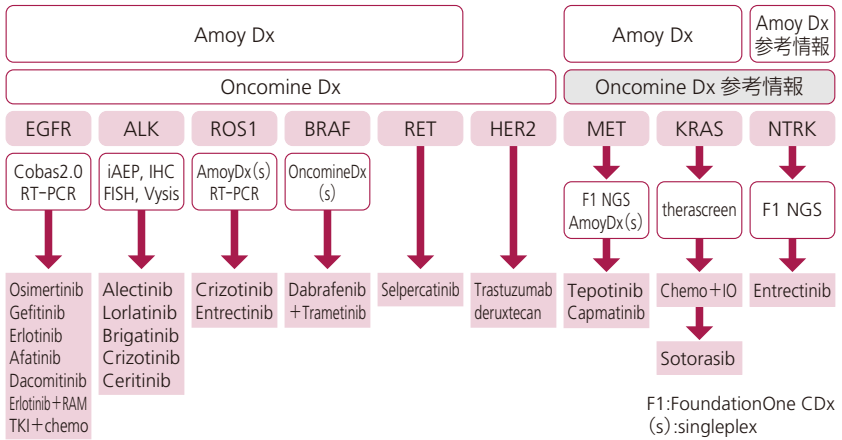 Amoy Dx
Amoy Dx
Amoy Dx
参考情報
Oncomine Dx
Oncomine Dx 参考情報
EGFR
ALK
ROS1
BRAF
RET
HER2
MET
KRAS
NTRK
Cobas2.0
RT-PCR
iAEP, IHC
FISH, Vysis
AmoyDx(s)
RT-PCR
OncomineDx
(s)
F1 NGS
AmoyDx(s)
therascreen
F1 NGS
Osimertinib
Gefitinib
Erlotinib
Afatinib
Dacomitinib
Erlotinib+RAM
TKI+chemo
Alectinib
Lorlatinib
Brigatinib
Crizotinib
Ceritinib
Crizotinib
Entrectinib
Dabrafenib
+Trametinib
Selpercatinib
Trastuzumab
deruxtecan
Tepotinib
Capmatinib
Chemo+IO
Sotorasib
Entrectinib
F1:FoundationOne CDx
(s):singleplex